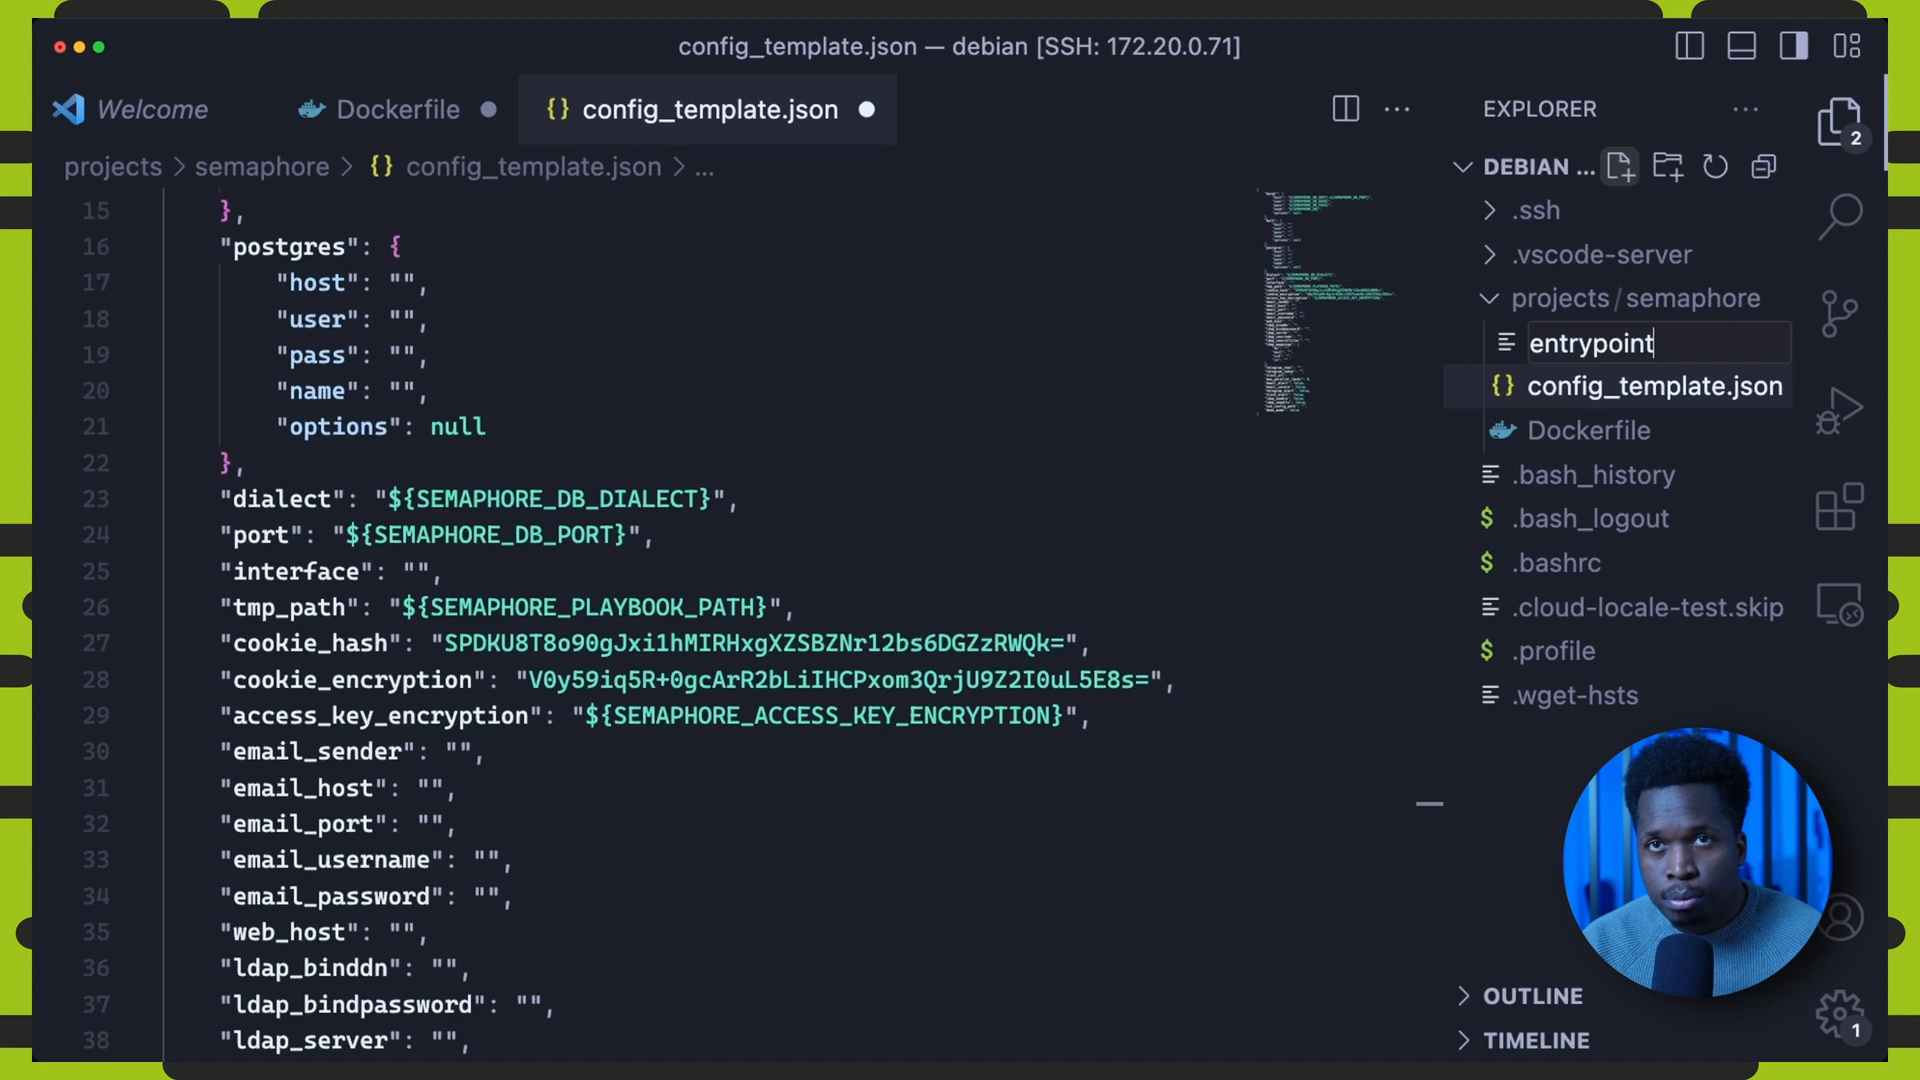 config_template.json — debian [SSH: 172.20.0.71]
Welcome
Dockerfile
{} config_template.json
projects > semaphore > {} config_template.json > ...
15 },
16 "postgres": {
17 "host": "",
18 "user": "",
19 "pass": "",
20 "name": "",
21 "options": null
22 },
23 "dialect": "${SEMAPHORE_DB_DIALECT}",
24 "port": "${SEMAPHORE_DB_PORT}",
25 "interface": "",
26 "tmp_path": "${SEMAPHORE_PLAYBOOK_PATH}",
27 "cookie_hash": "SPDKU8T8o90gJxi1hMIRHxgXZSBZNr12bs6DGZzRWQk=",
28 "cookie_encryption": "V0y59iq5R+0gcArR2bLiIHCPxom3QrjU9Z2I0uL5E8s=",
29 "access_key_encryption": "${SEMAPHORE_ACCESS_KEY_ENCRYPTION}",
30 "email_sender": "",
31 "email_host": "",
32 "email_port": "",
33 "email_username": "",
34 "email_password": "",
35 "web_host": "",
36 "ldap_binddn": "",
37 "ldap_bindpassword": "",
38 "ldap_server": "",
EXPLORER
DEBIAN ...
.ssh
.vscode-server
projects/semaphore
entrypoint
{} config_template.json
Dockerfile
.bash_history
$ .bash_logout
$ .bashrc
.cloud-locale-test.skip
$ .profile
.wget-hsts
OUTLINE
TIMELINE
2
1